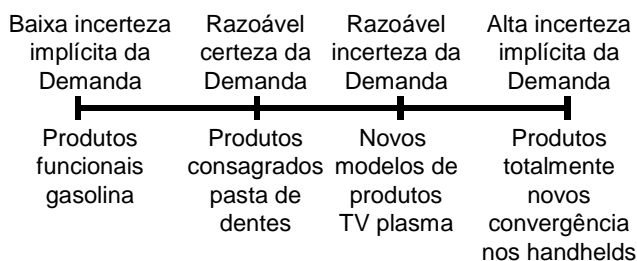 Baixa incerteza
implícita da
Demanda
Razoável
certeza da
Demanda
Razoável
incerteza da
Demanda
Alta incerteza
implícita da
Demanda
Produtos
funcionais
gasolina
Produtos
consagrados
pasta de
dentes
Novos
modelos de
produtos
TV plasma
Produtos
totalmente
novos
convergência
nos handhelds